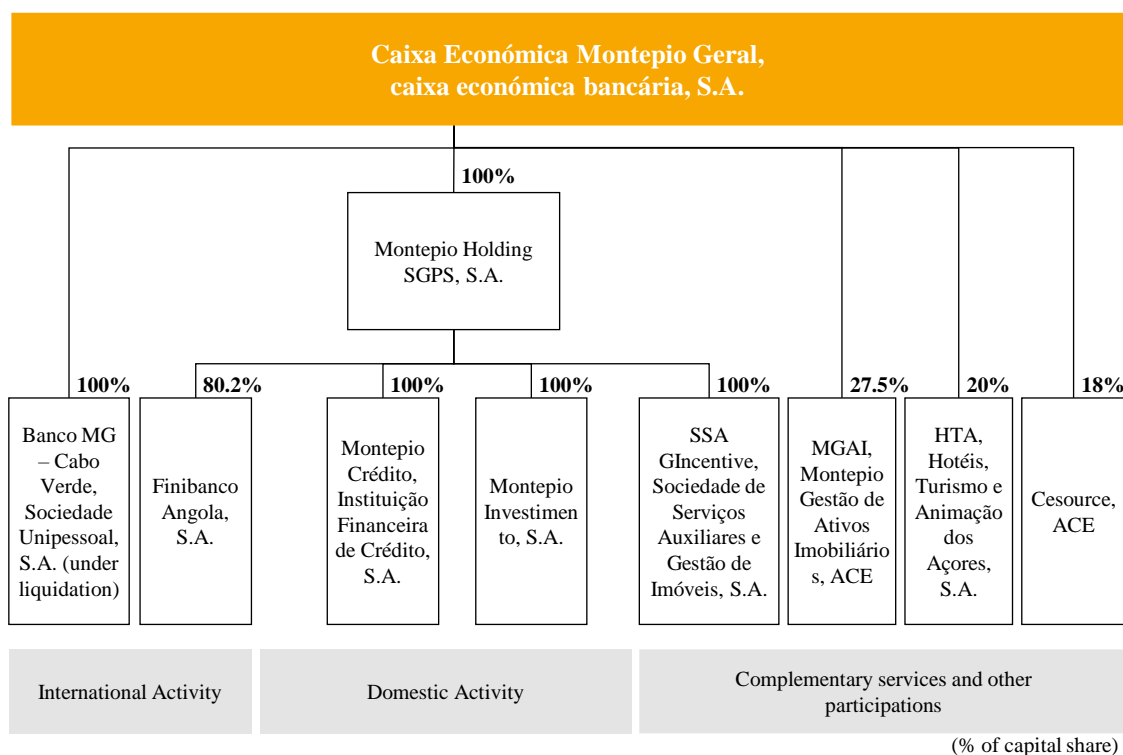 Caixa Económica Montepio Geral,
caixa económica bancária, S.A.
100%
Montepio Holding
SGPS, S.A.
100%
80.2%
100%
100%
100%
27.5%
20%
18%
Banco MG
– Cabo
Verde,
Sociedade
Unipessoal,
S.A. (under
liquidation)
Finibanco
Angola,
S.A.
Montepio
Crédito,
Instituição
Financeira
de Crédito,
S.A.
Montepio
Investimen
to, S.A.
SSA
GIncentive,
Sociedade de
Serviços
Auxiliares e
Gestão de
Imóveis, S.A.
MGAI,
Montepio
Gestão de
Ativos
Imobiliário
s, ACE
HTA,
Hotéis,
Turismo e
Animação
dos
Açores,
S.A.
Cesource,
ACE
International Activity
Domestic Activity
Complementary services and other
participations
(% of capital share)